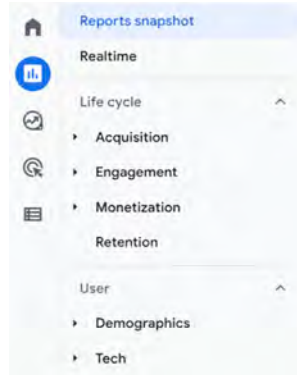 Reports snapshot
Realtime
Life cycle
Acquisition
Engagement
Monetization
Retention
User
Demographics
Tech